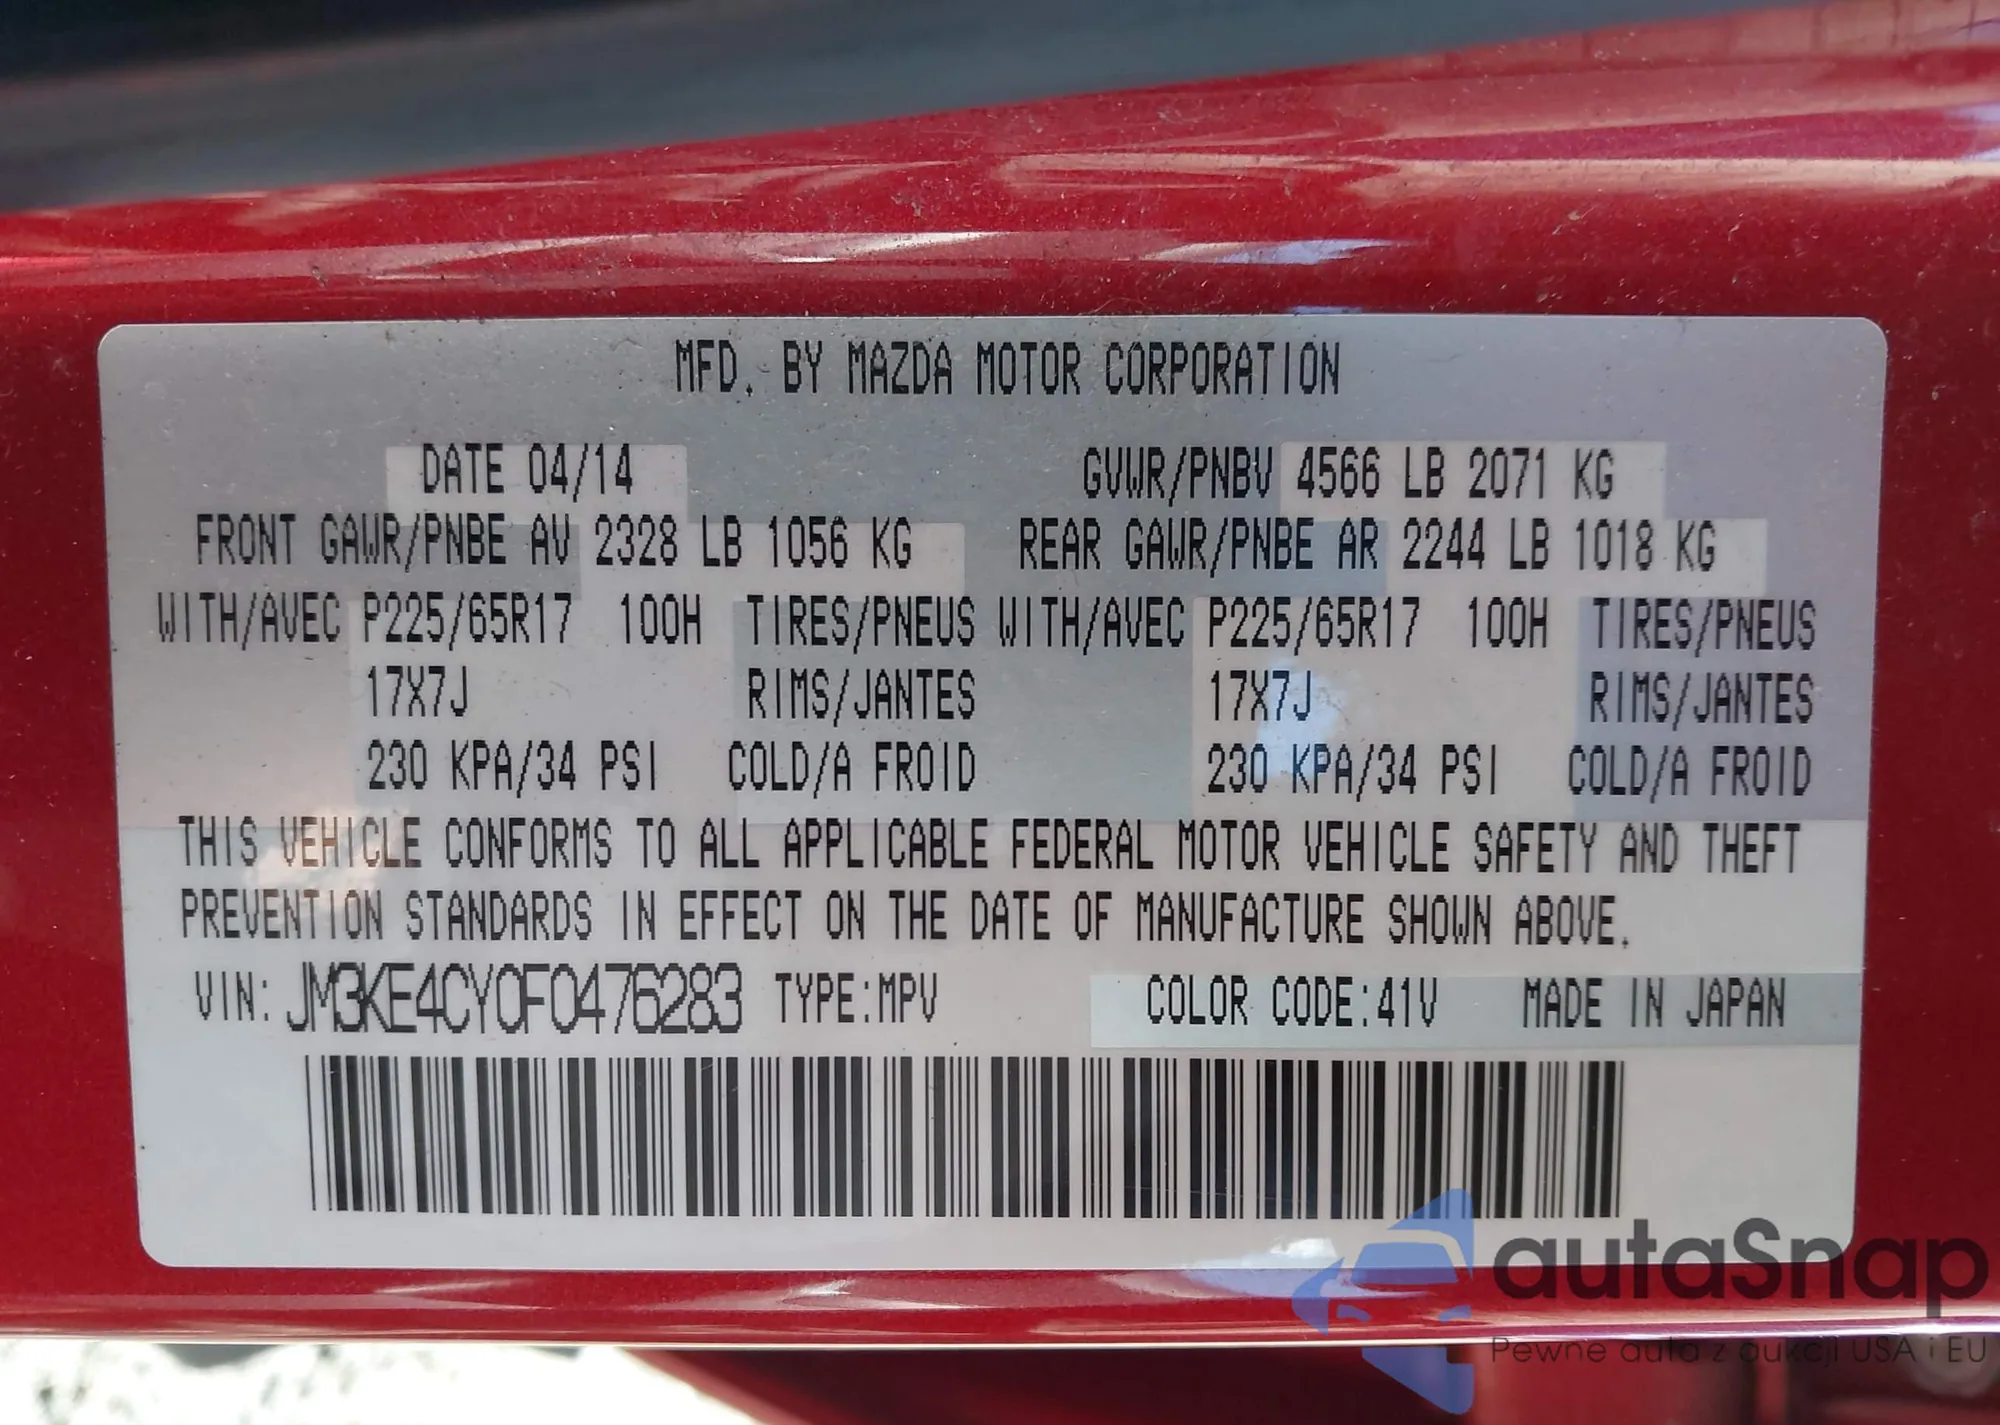 MFD. BY MAZDA MOTOR CORPORATION
DATE 04/14 GVWR/PNBV 4566 LB 2071 KG
FRONT GAWR/PNBE AV 2328 LB 1056 KG REAR GAWR/PNBE AR 2244 LB 1018 KG
WITH/AVEC P225/65R17 100H TIRES/PNEUS WITH/AVEC P225/65R17 100H TIRES/PNEUS
17X7J RIMS/JANTES 17X7J RIMS/JANTES
230 KPA/34 PSI COLD/A FROID 230 KPA/34 PSI COLD/A FROID
THIS VEHICLE CONFORMS TO ALL APPLICABLE FEDERAL MOTOR VEHICLE SAFETY AND THEFT
PREVENTION STANDARDS IN EFFECT ON THE DATE OF MANUFACTURE SHOWN ABOVE.
VIN: JM3KE4CY0F0476283 TYPE:MPV COLOR CODE:41V MADE IN JAPAN
autaSnap
Pewne auta z aukcji USA i EU